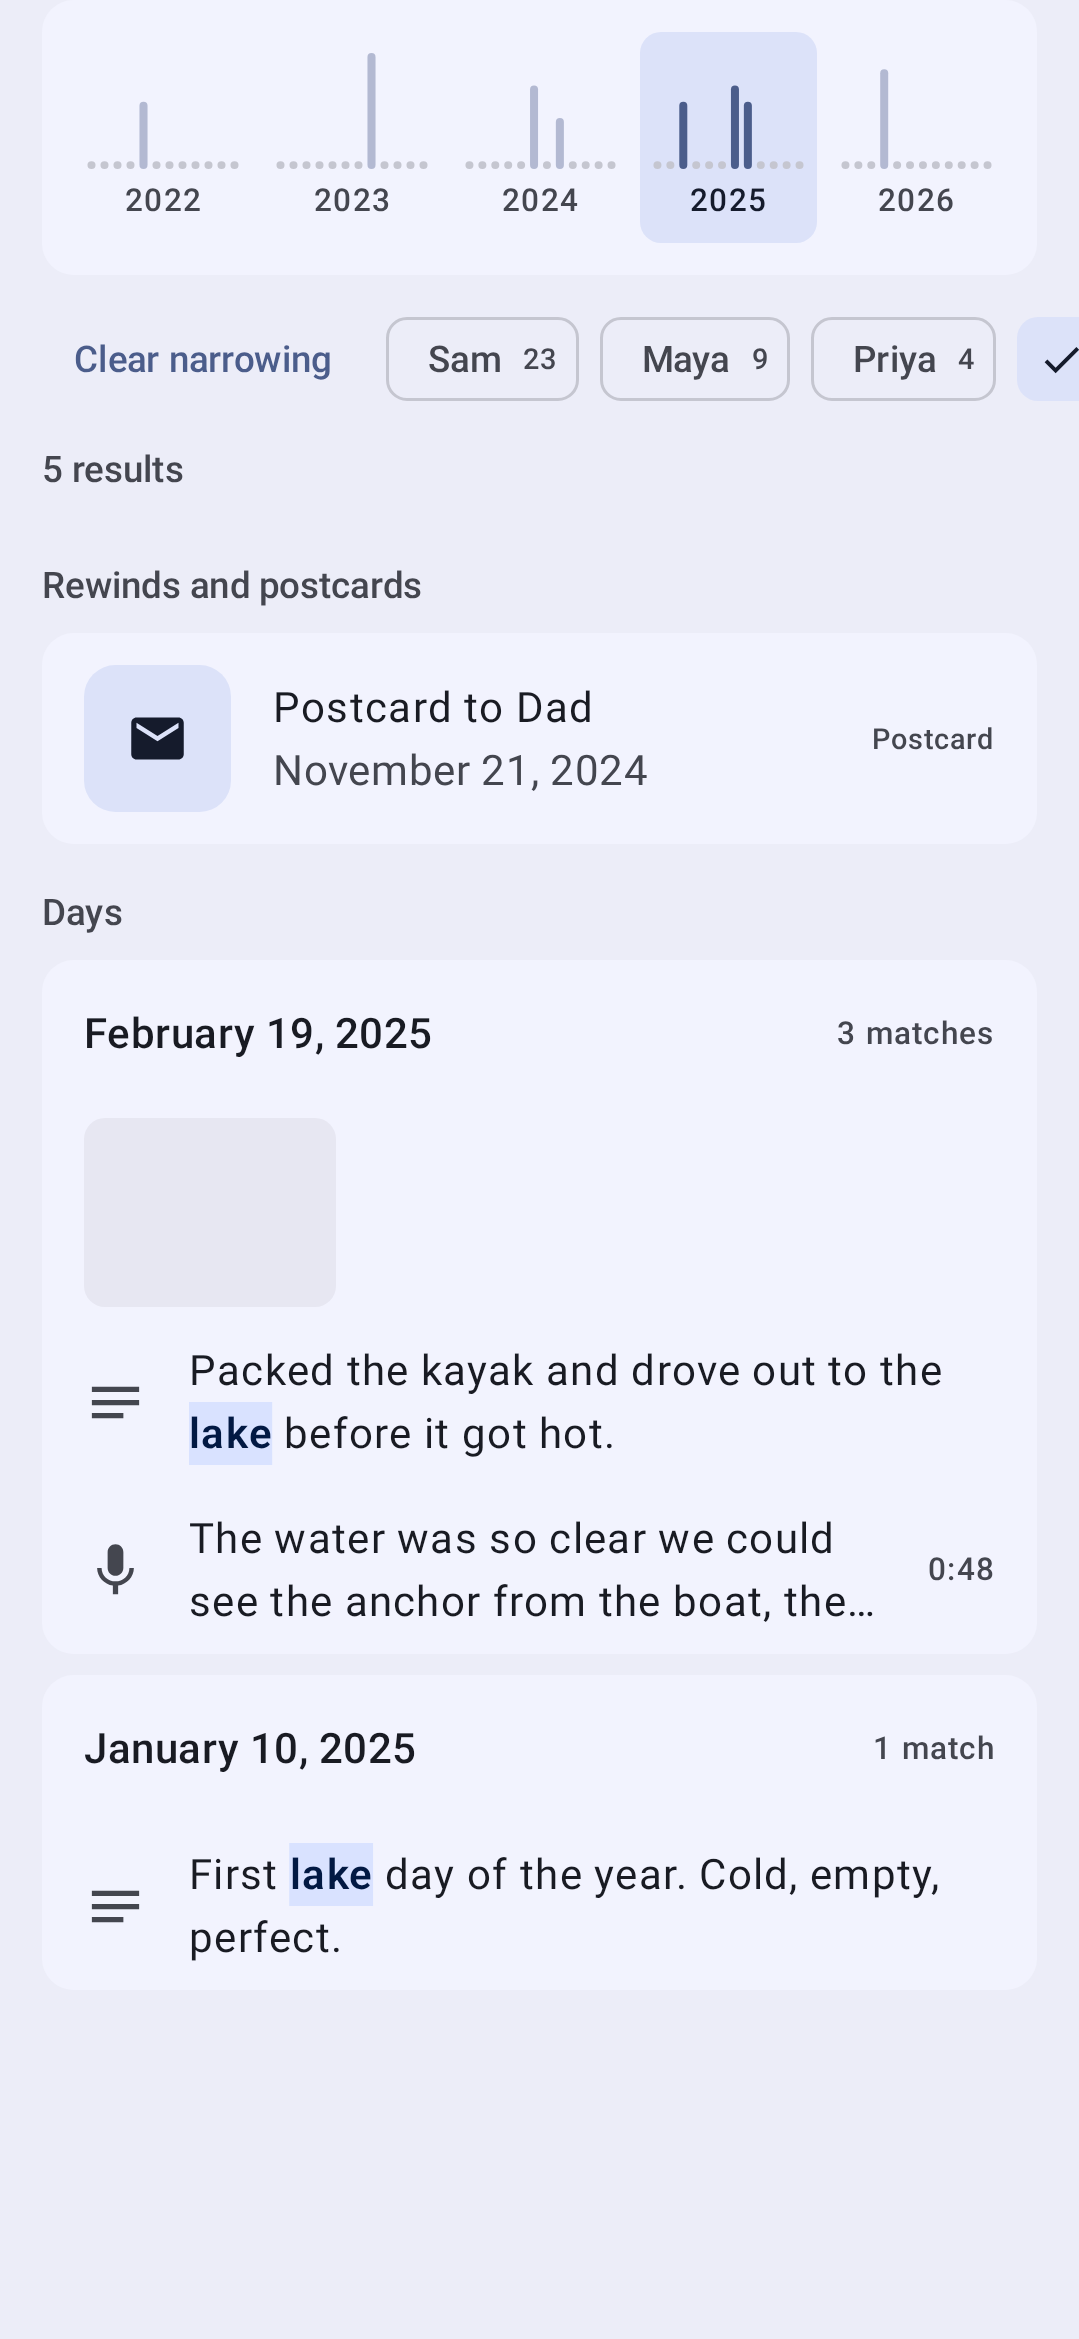 2022
2023
2024
2025
2026
Clear narrowing
Sam 23
Maya 9
Priya 4
5 results
Rewinds and postcards
Postcard to Dad
November 21, 2024
Postcard
Days
February 19, 2025
3 matches
Packed the kayak and drove out to the
lake before it got hot.
The water was so clear we could
see the anchor from the boat, the…
0:48
January 10, 2025
1 match
First lake day of the year. Cold, empty,
perfect.